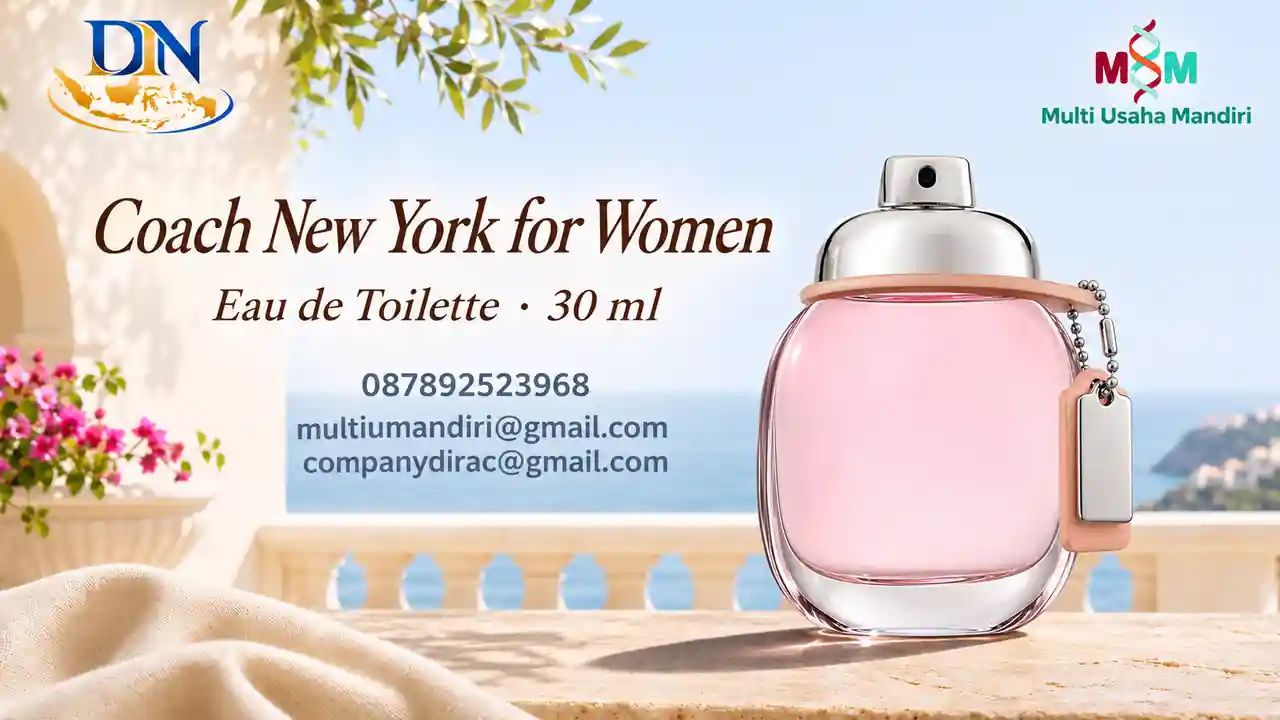 DIN
MSM
Multi Usaha Mandiri
Coach New York for Women
Eau de Toilette · 30 ml
087892523968
multiumandiri@gmail.com
companydirac@gmail.com